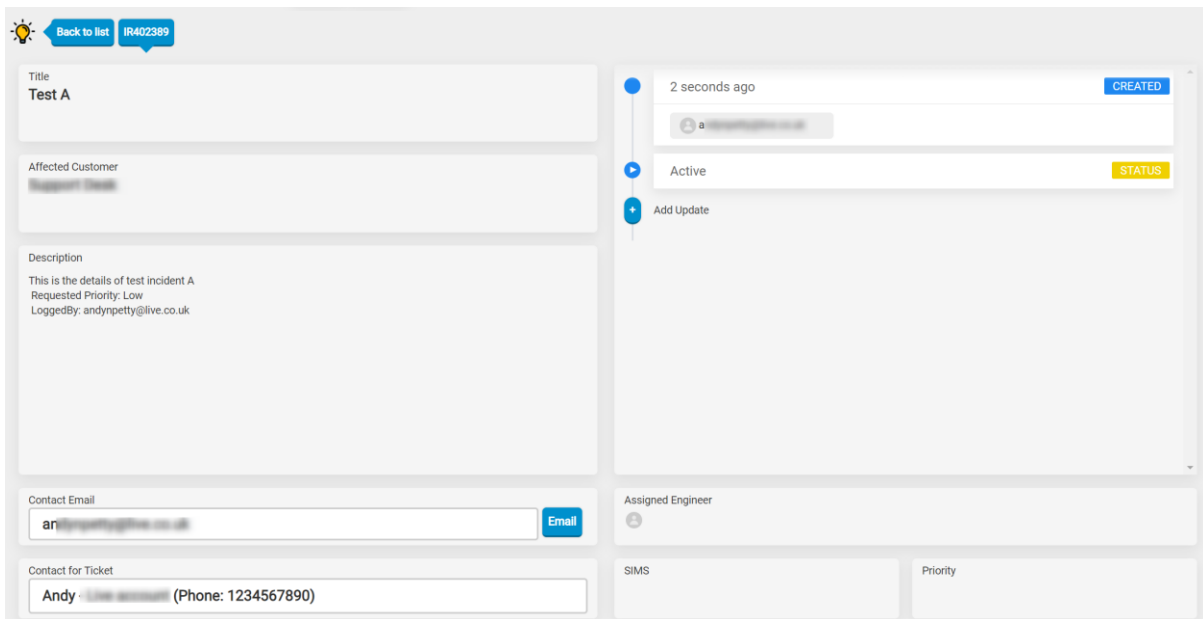 Back to list
IR402389
Title
Test A
Affected Customer
Description
This is the details of test incident A
Requested Priority: Low
LoggedBy: andynpetty@live.co.uk
Contact Email
an
Email
Contact for Ticket
Andy - (Phone: 1234567890)
2 seconds ago
CREATED
a
Active
STATUS
+
Add Update
Assigned Engineer
SIMS
Priority